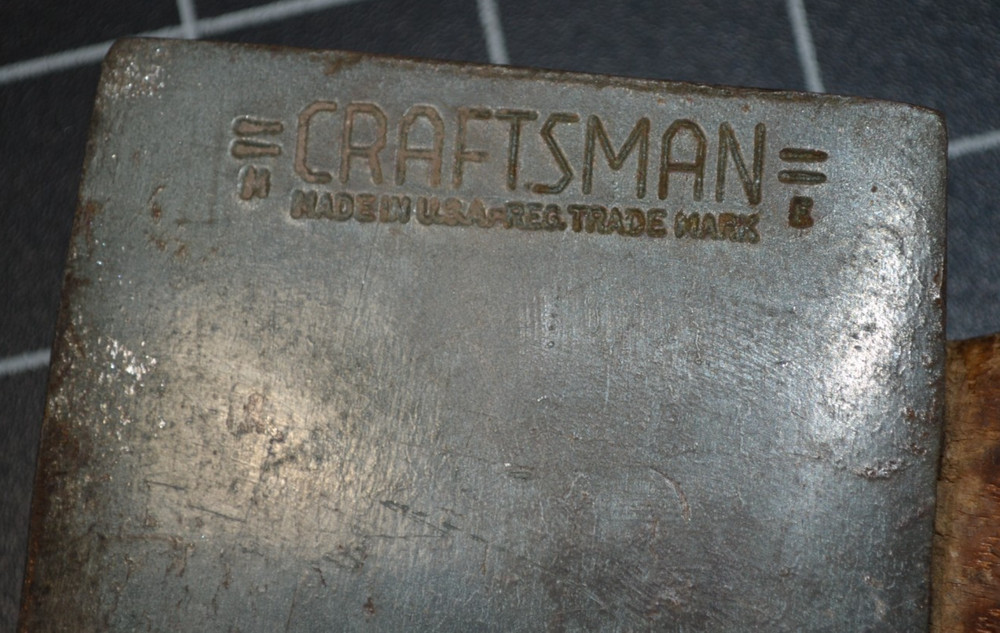 = CRAFTSMAN =
H MADE IN U.S.A.-REG. TRADE MARK E